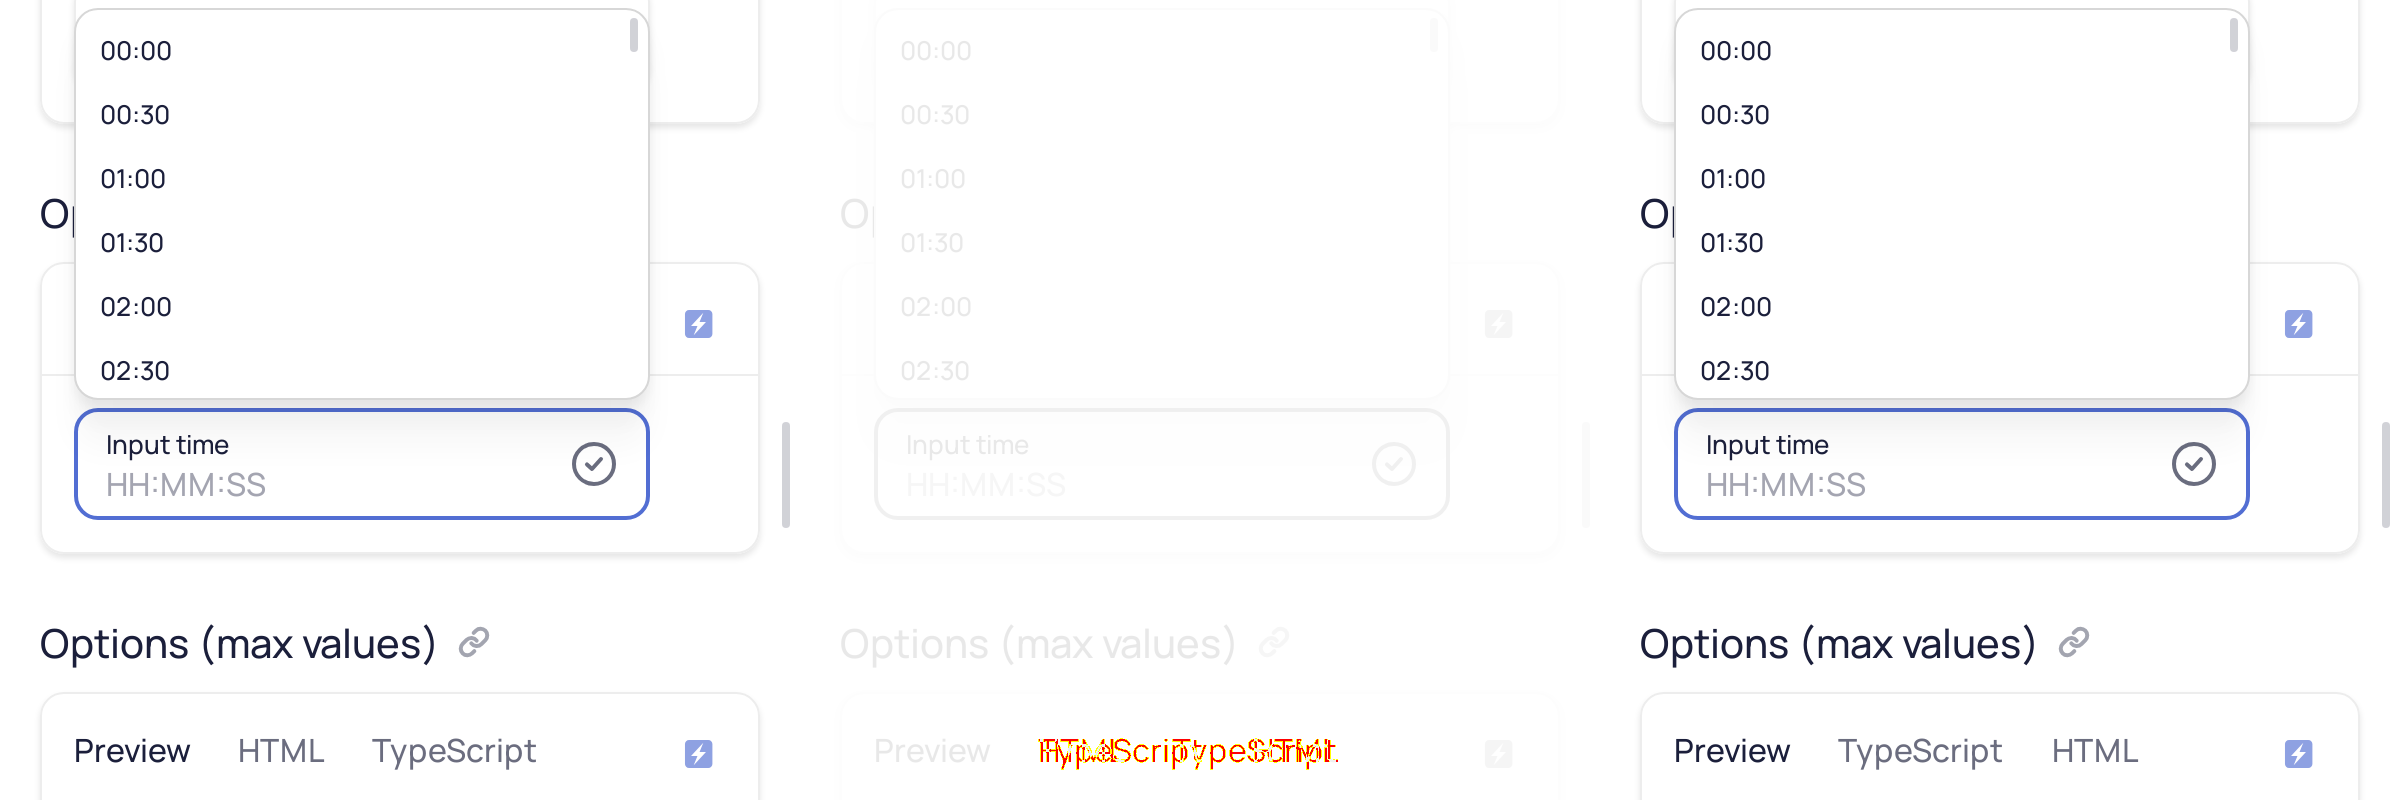 00:00
00:30
01:00
01:30
Op
02:00
02:30
Input time
HH:MM:SS
Options (max values)
Preview HTML TypeScript
00:00
00:30
01:00
01:30
02:00
02:30
Input time
HH:MM:SS
Options (max values)
Preview
00:00
00:30
01:00
01:30
Op
02:00
02:30
Input time
HH:MM:SS
Options (max values)
Preview TypeScript HTML